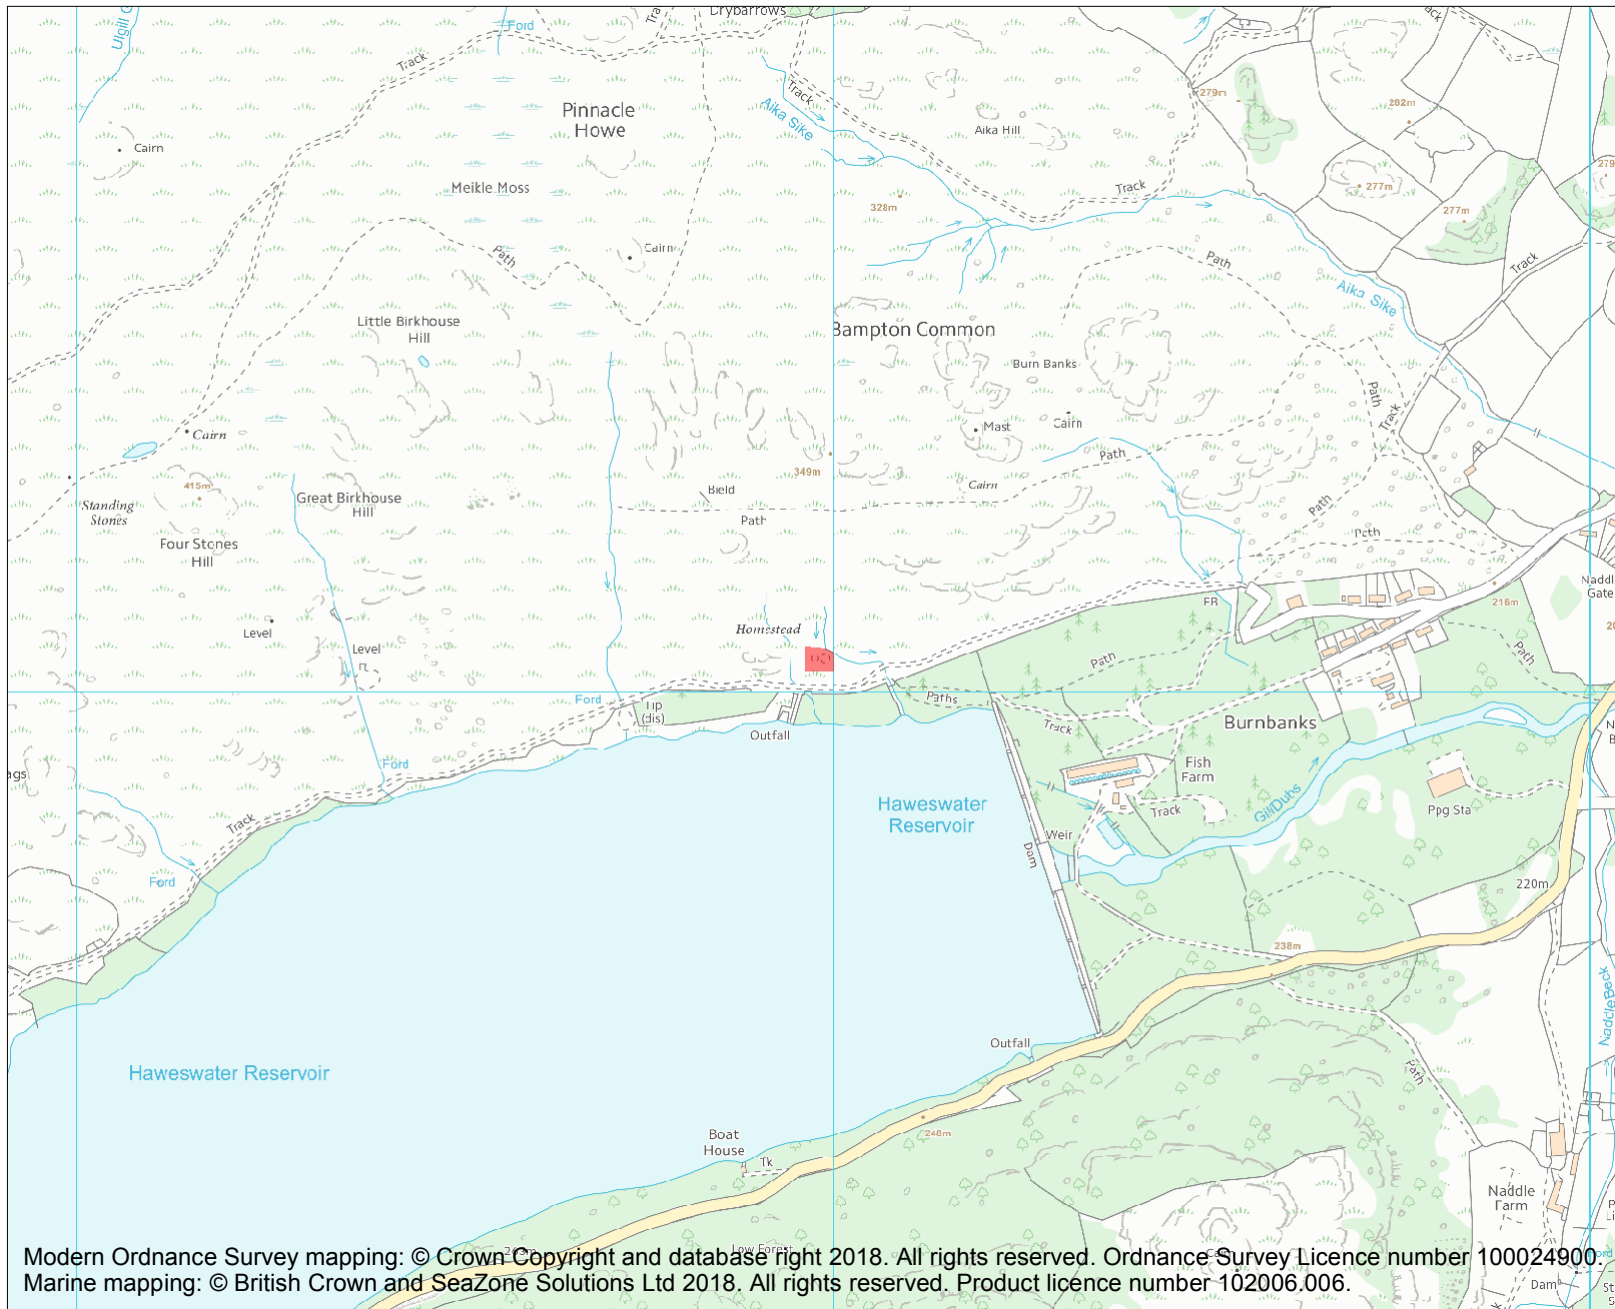 Drybarrows
Ford
Track
Track
Pinnacle
Howe
Aika Sike
279m
282m
Aika Hill
Cairn
Meikle Moss
Track
277m
328m
277m
Cairn
Path
Path
Track
Aika Sike
Little Birkhouse
Hill
Bampton Common
Burn Banks
Path
Track
Cairn
Mast
Cairn
Path
415m
349m
Great Birkhouse
Hill
Bield
Cairn
Standing
Stones
Path
Path
Path
Four Stones
Hill
Naddl
Gate
FB
216m
Level
Homestead
Level
Path
Path
Ford
Tip
(dis)
Paths
Track
Burnbanks
Outfall
Ford
Fish
Farm
Haweswater
Reservoir
Gill Dubs
Track
Ppg Sta
Track
Weir
Dam
Ford
220m
238m
Naddle Beck
Outfall
Haweswater Reservoir
Path
Boat
House
248m
Tk
Naddle
Farm
Low Forest
Cairn
Modern Ordnance Survey mapping: © Crown Copyright and database right 2018. All rights reserved. Ordnance Survey Licence number 100024900.
Marine mapping: © British Crown and SeaZone Solutions Ltd 2018. All rights reserved. Product licence number 102006.006.
Dam